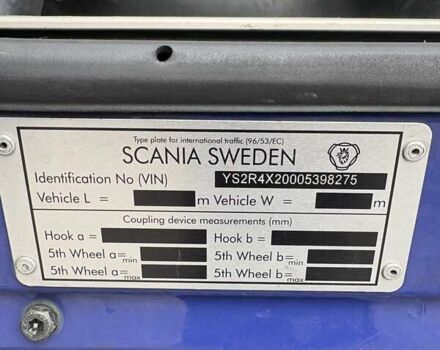 Type plate for international traffic (96/53/EC)
SCANIA SWEDEN
Identification No (VIN) YS2R4X20005398275
Vehicle L = m Vehicle W = m
Coupling device measurements (mm)
Hook a = Hook b =
5th Wheel a=min 5th Wheel b=min
5th Wheel a=max 5th Wheel b=max